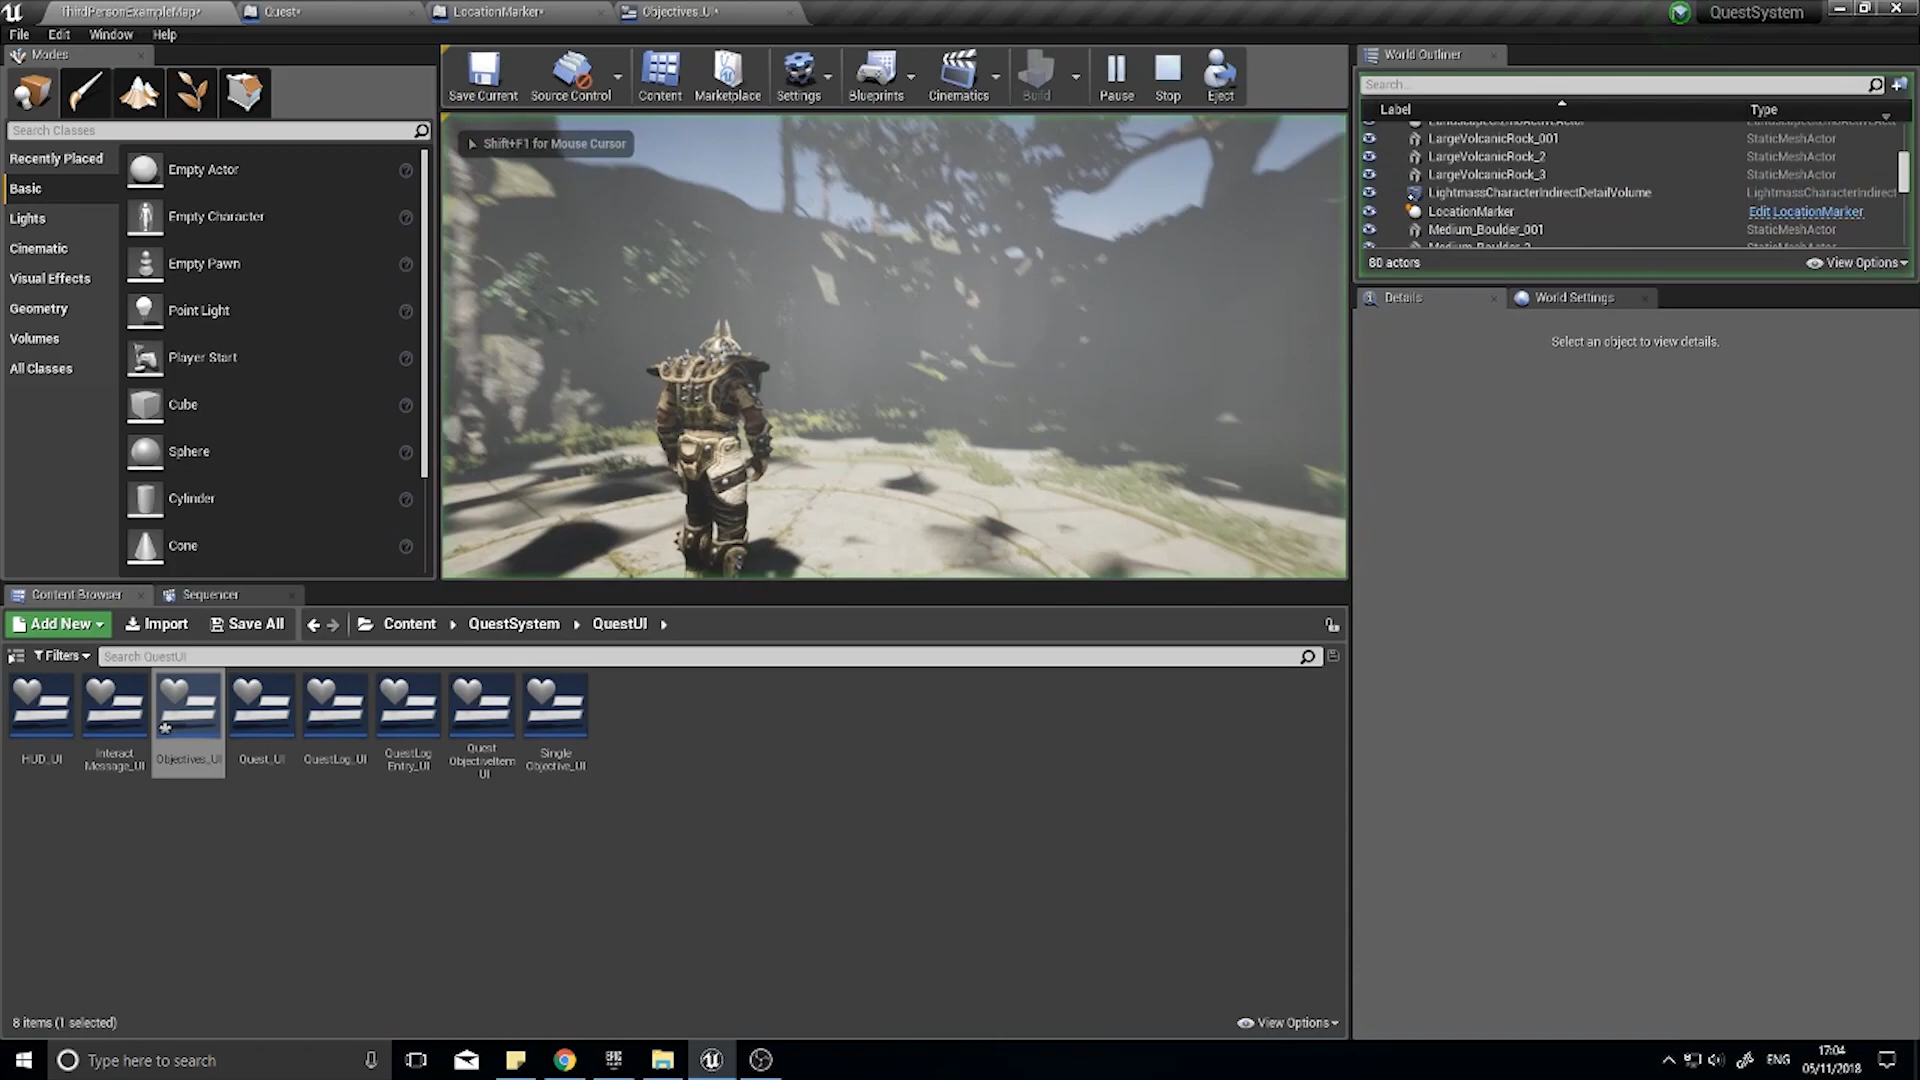 ThirdPersonExampleMap*
Quest*
LocationMarker*
Objectives_UI*
QuestSystem
File Edit Window Help
Modes
Search Classes
Recently Placed
Basic
Lights
Cinematic
Visual Effects
Geometry
Volumes
All Classes
Empty Actor
Empty Character
Empty Pawn
Point Light
Player Start
Cube
Sphere
Cylinder
Cone
Save Current
Source Control
Content
Marketplace
Settings
Blueprints
Cinematics
Build
Pause
Stop
Eject
Shift+F1 for Mouse Cursor
World Outliner
Search...
Label Type
LargeVolcanicRock_001 StaticMeshActor
LargeVolcanicRock_2 StaticMeshActor
LargeVolcanicRock_3 StaticMeshActor
LightmassCharacterIndirectDetailVolume LightmassCharacterIndirect
LocationMarker Edit LocationMarker
Medium_Boulder_001 StaticMeshActor
Medium_Boulder_2 StaticMeshActor
80 actors
View Options
Details
World Settings
Select an object to view details.
Content Browser
Sequencer
Add New
Import
Save All
Content
QuestSystem
QuestUI
Filters
Search QuestUI
HUD_UI
Interact
Message_UI
Objectives_UI
Quest_UI
QuestLog_UI
QuestLog
Entry_UI
Quest
ObjectiveItem
UI
Single
Objective_UI
8 items (1 selected)
View Options
Type here to search
EPIC
ENG
17:04
05/11/2018